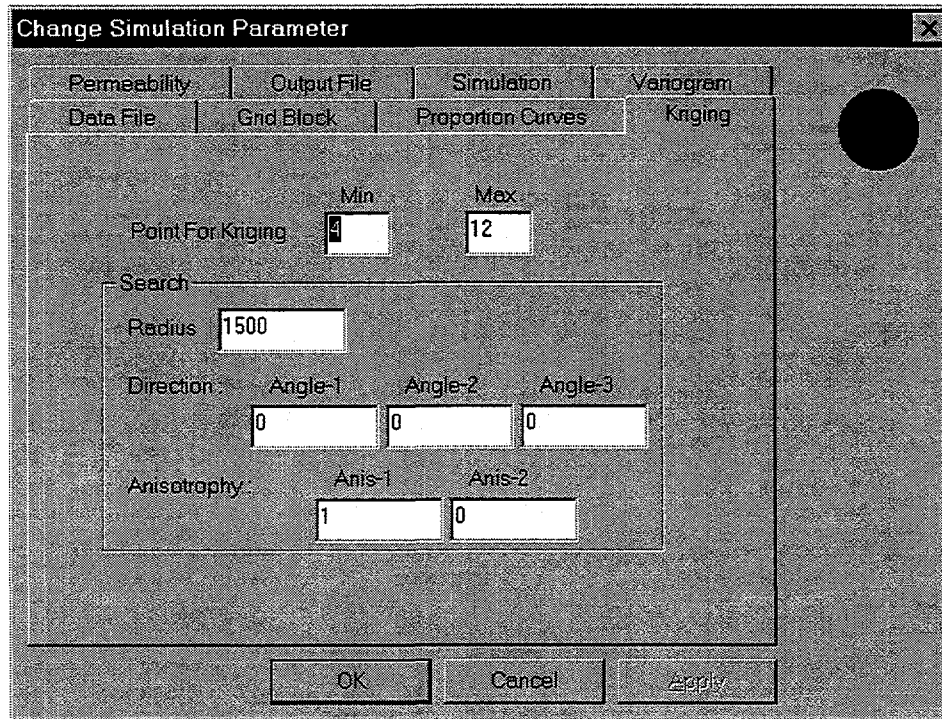 Change Simulation Parameter
Permeability Output File Simulation Variogram
Data File Grid Block Proportion Curves Kriging
Min Max
Point For Kriging 4 12
Search
Radius 1500
Direction : Angle-1 Angle-2 Angle-3
0 0 0
Anisotrophy : Anis-1 Anis-2
1 0
OK Cancel Apply